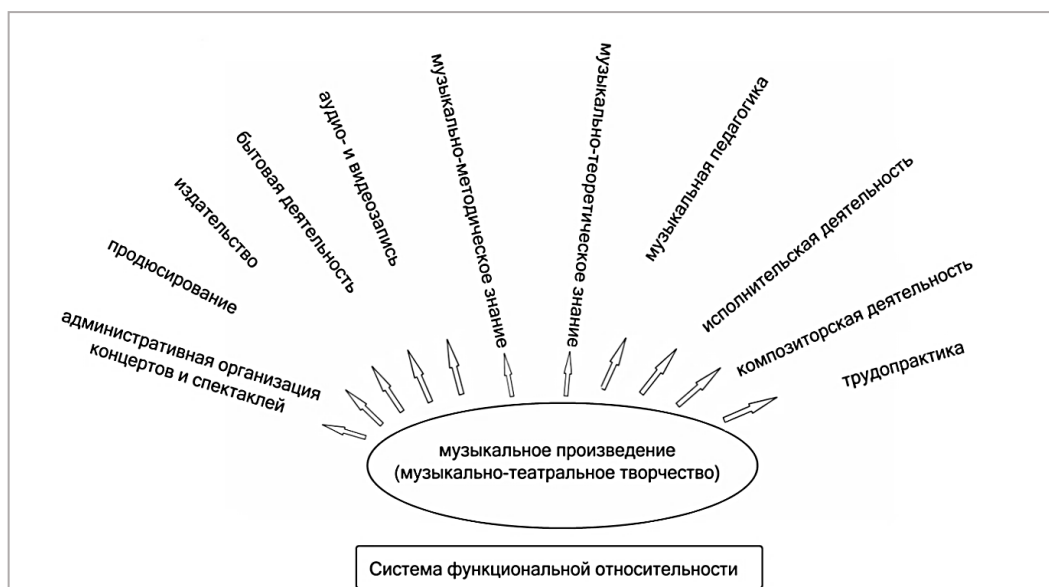 административная организация
концертов и спектаклей
продюсирование
издательство
бытовая деятельность
аудио- и видеозапись
музыкально-методическое знание
музыкально-теоретическое знание
музыкальная педагогика
исполнительская деятельность
композиторская деятельность
трудопрактика
музыкальное произведение
(музыкально-театральное творчество)
Система функциональной относительности